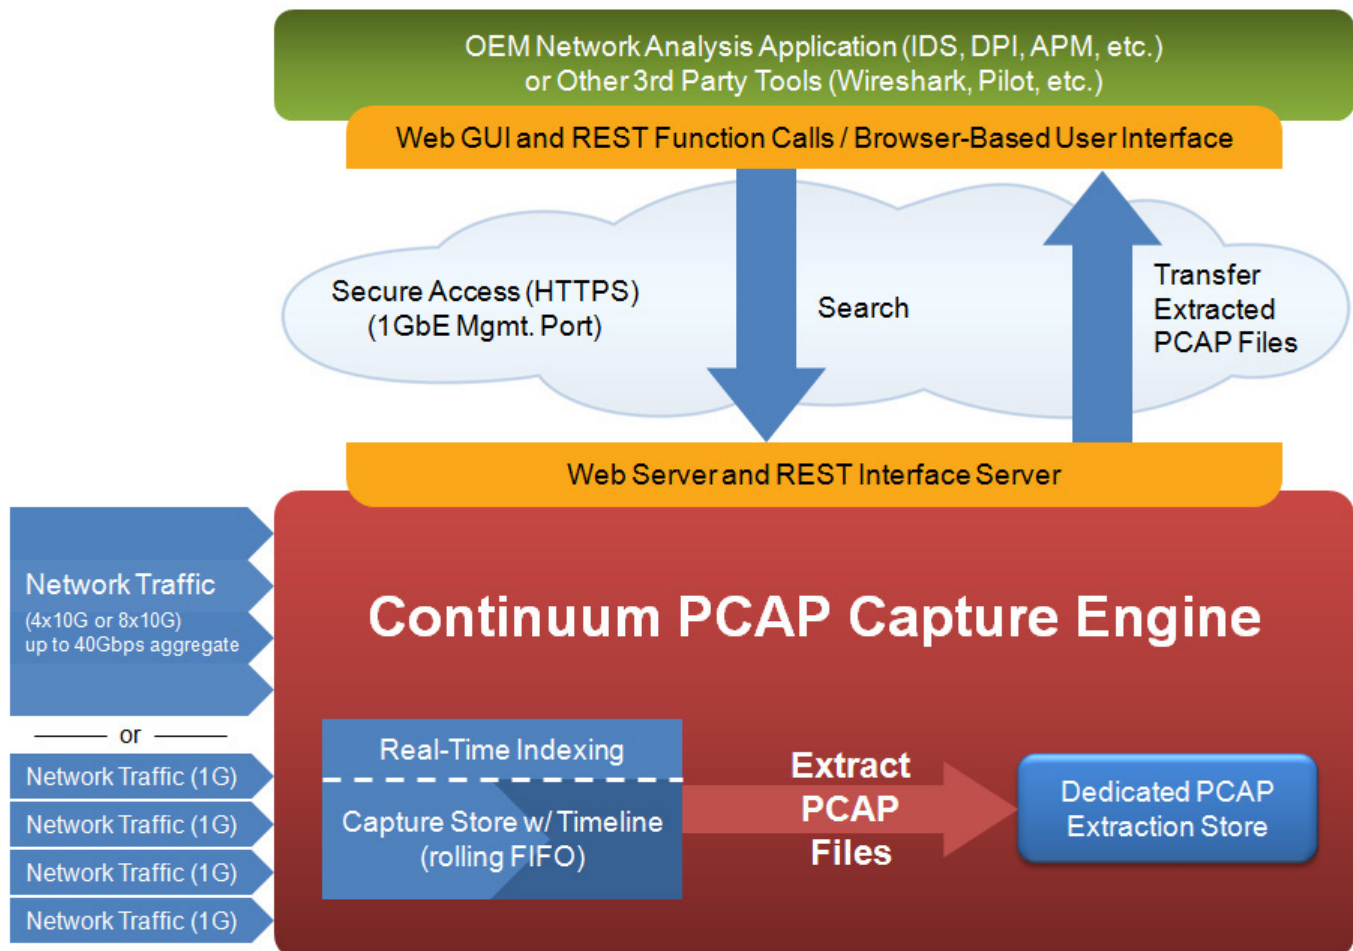 OEM Network Analysis Application (IDS, DPI, APM, etc.)
or Other 3rd Party Tools (Wireshark, Pilot, etc.)
Web GUI and REST Function Calls / Browser-Based User Interface
Secure Access (HTTPS)
(1GbE Mgmt. Port)
Search
Transfer
Extracted
PCAP Files
Web Server and REST Interface Server
Network Traffic
(4x10G or 8x10G)
up to 40Gbps aggregate
or
Network Traffic (1G)
Network Traffic (1G)
Network Traffic (1G)
Network Traffic (1G)
Continuum PCAP Capture Engine
Real-Time Indexing
Capture Store w/ Timeline
(rolling FIFO)
Extract
PCAP
Files
Dedicated PCAP
Extraction Store